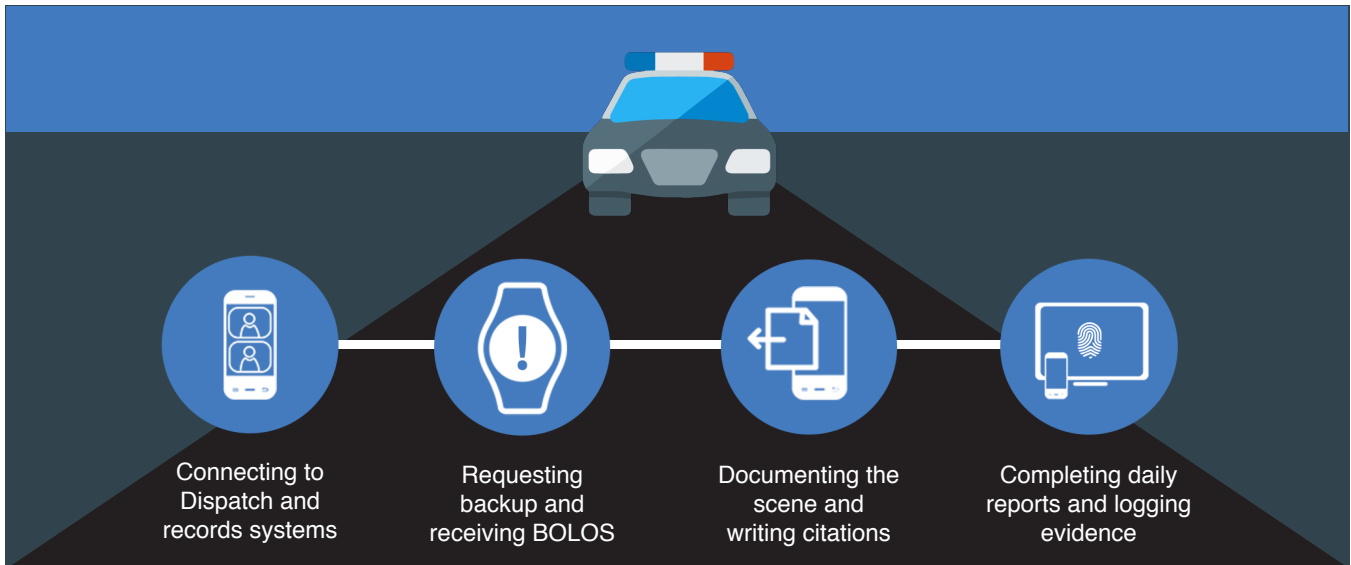 Connecting to
Dispatch and
records systems
Requesting
backup and
receiving BOLOS
Documenting the
scene and
writing citations
Completing daily
reports and logging
evidence